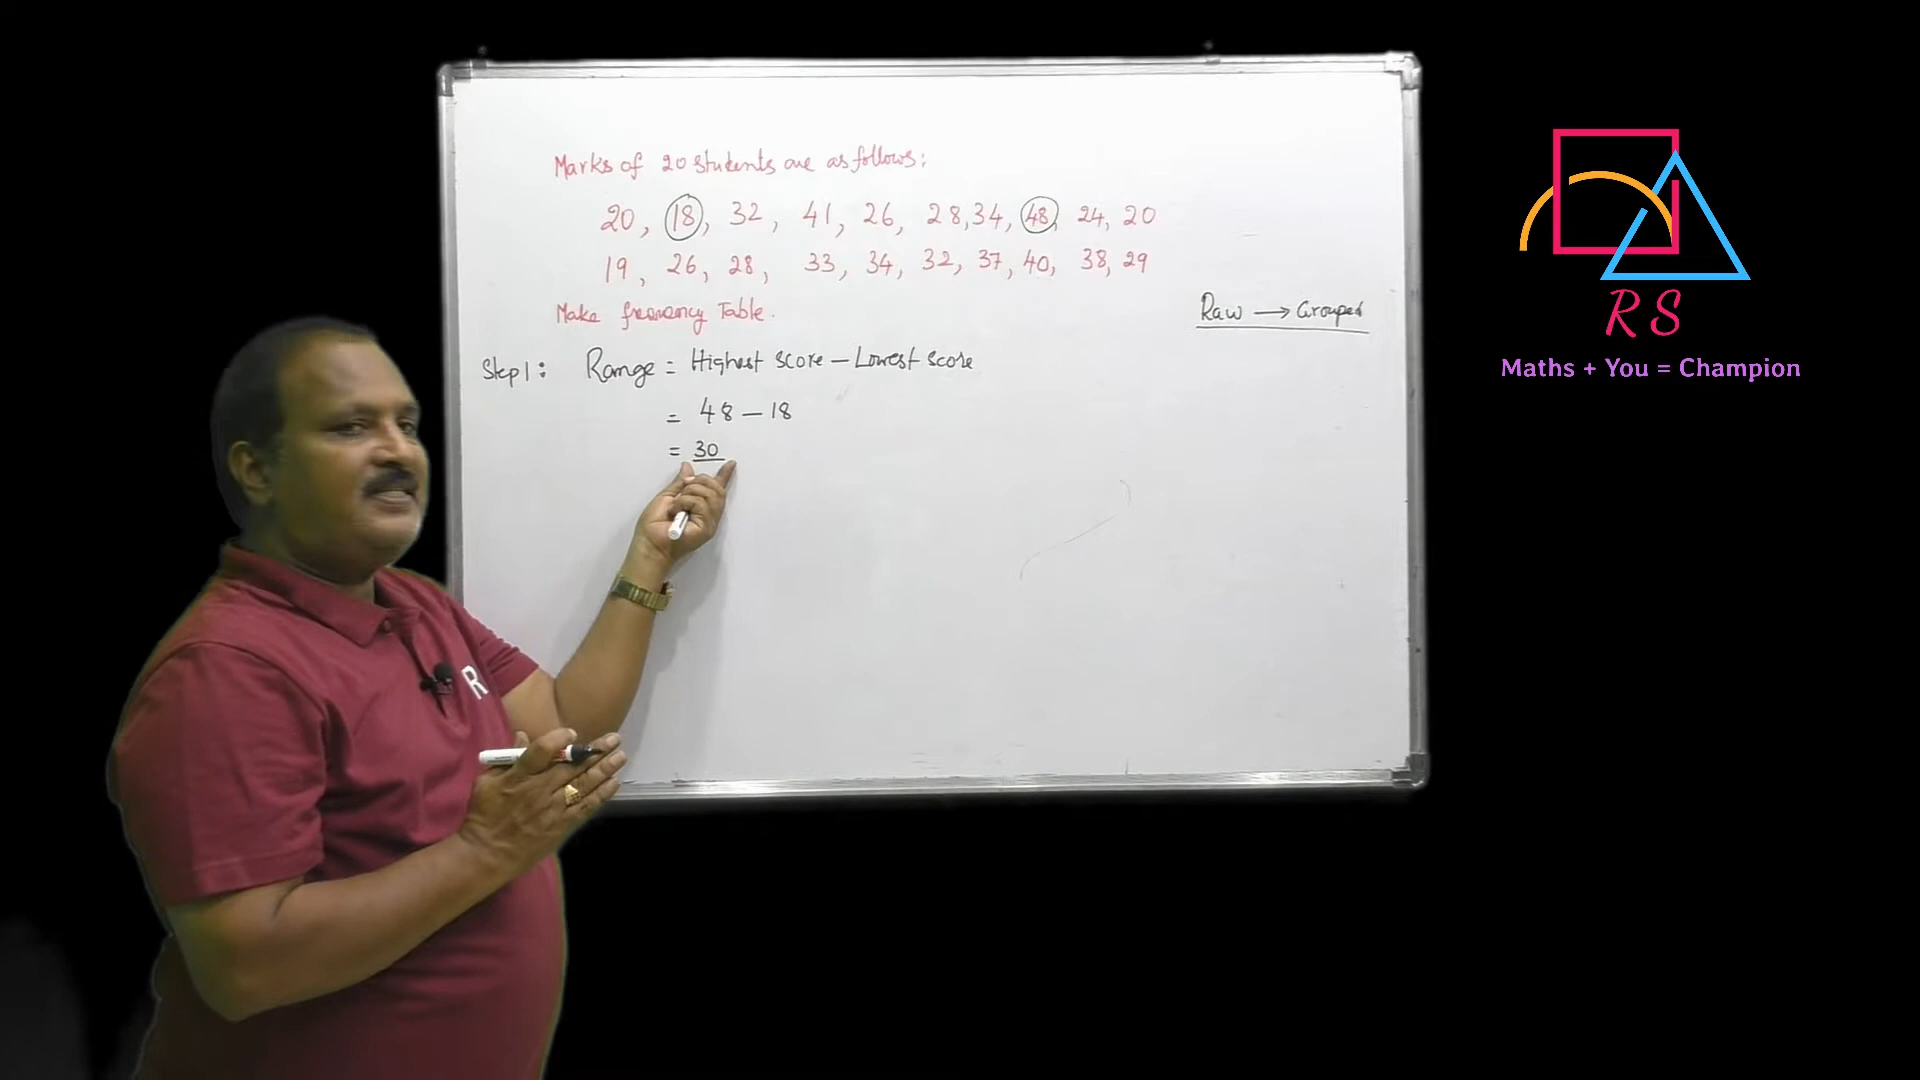 Marks of 20 students are as follows:
20, 18, 32, 41, 26, 28, 34, 48, 24, 20
19, 26, 28, 33, 34, 32, 37, 40, 38, 29
Make frequency Table.
Raw → Grouped
Step 1: Range = Highest score – Lowest score
= 48 – 18
= 30
R
RS
Maths + You = Champion